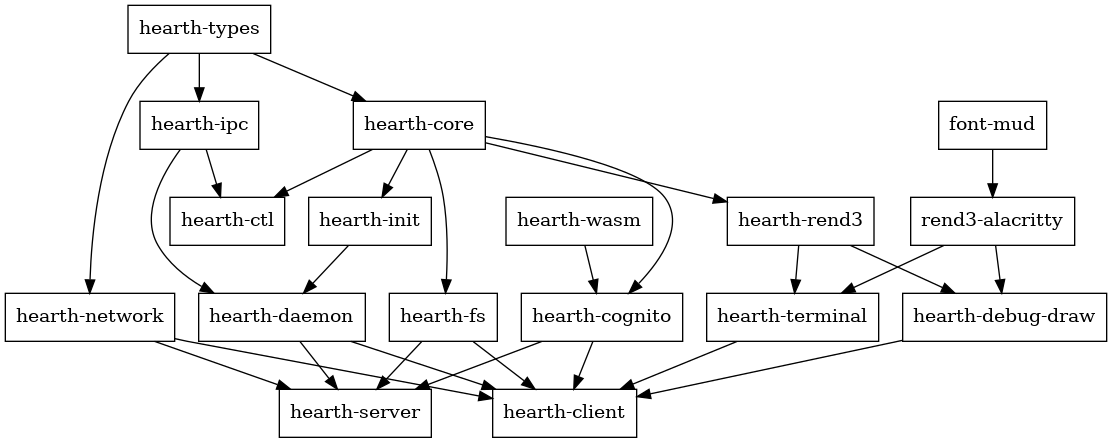 hearth-types
hearth-ipc
hearth-core
font-mud
hearth-ctl
hearth-init
hearth-wasm
hearth-rend3
rend3-alacritty
hearth-network
hearth-daemon
hearth-fs
hearth-cognito
hearth-terminal
hearth-debug-draw
hearth-server
hearth-client